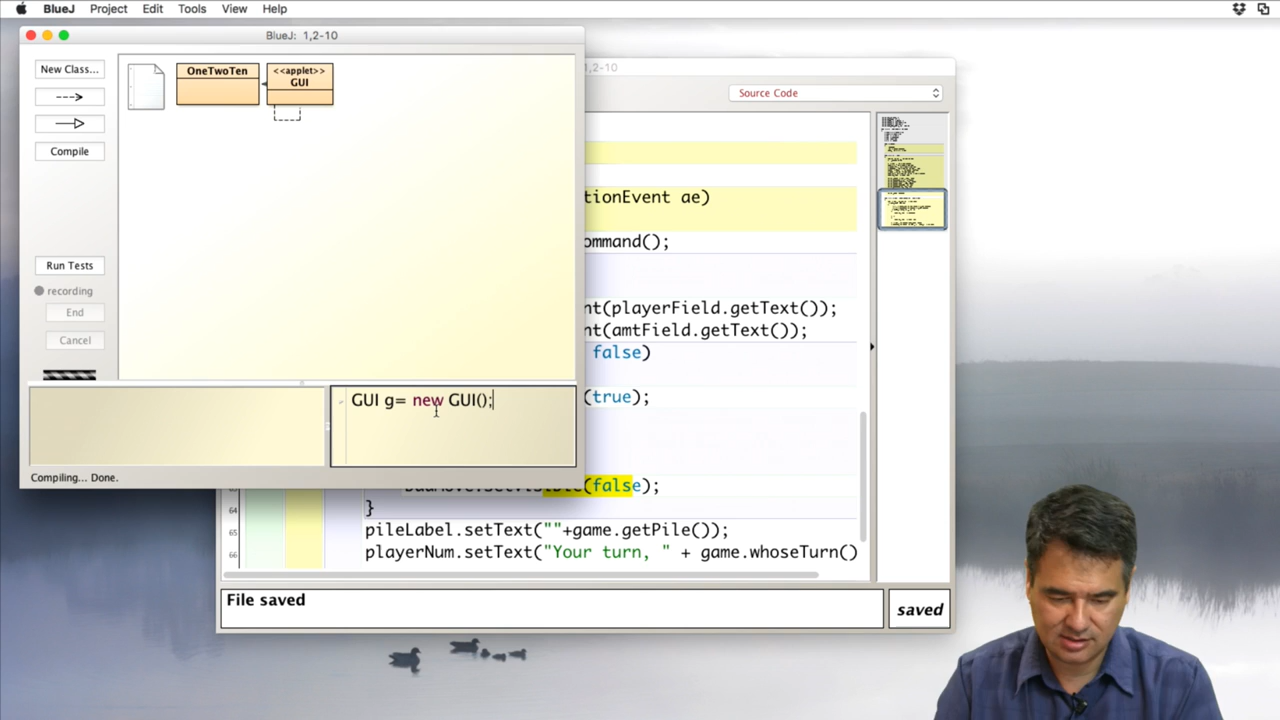 BlueJ Project Edit Tools View Help
BlueJ: 1,2-10
New Class...
OneTwoTen
<<applet>>
GUI
Compile
Run Tests
recording
End
Cancel
GUI g= new GUI();
Compiling... Done.
1,2-10
Source Code
tionEvent ae)
ommand();
nt(playerField.getText());
nt(amtField.getText());
false)
(true);
(false);
64
}
65
pileLabel.setText(""+game.getPile());
66
playerNum.setText("Your turn, " + game.whoseTurn()
File saved
saved